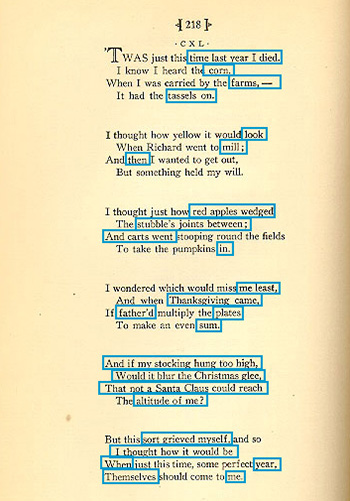 218
CXL.
'TWAS just this time last year I died.
I know I heard the corn,
When I was carried by the farms, —
It had the tassels on.
I thought how yellow it would look
When Richard went to mill;
And then I wanted to get out,
But something held my will.
I thought just how red apples wedged
The stubble's joints between;
And carts went stooping round the fields
To take the pumpkins in.
I wondered which would miss me least,
And when Thanksgiving came,
If father'd multiply the plates
To make an even sum.
And if my stocking hung too high,
Would it blur the Christmas glee,
That not a Santa Claus could reach
The altitude of me?
But this sort grieved myself, and so
I thought how it would be
When just this time, some perfect year,
Themselves should come to me.